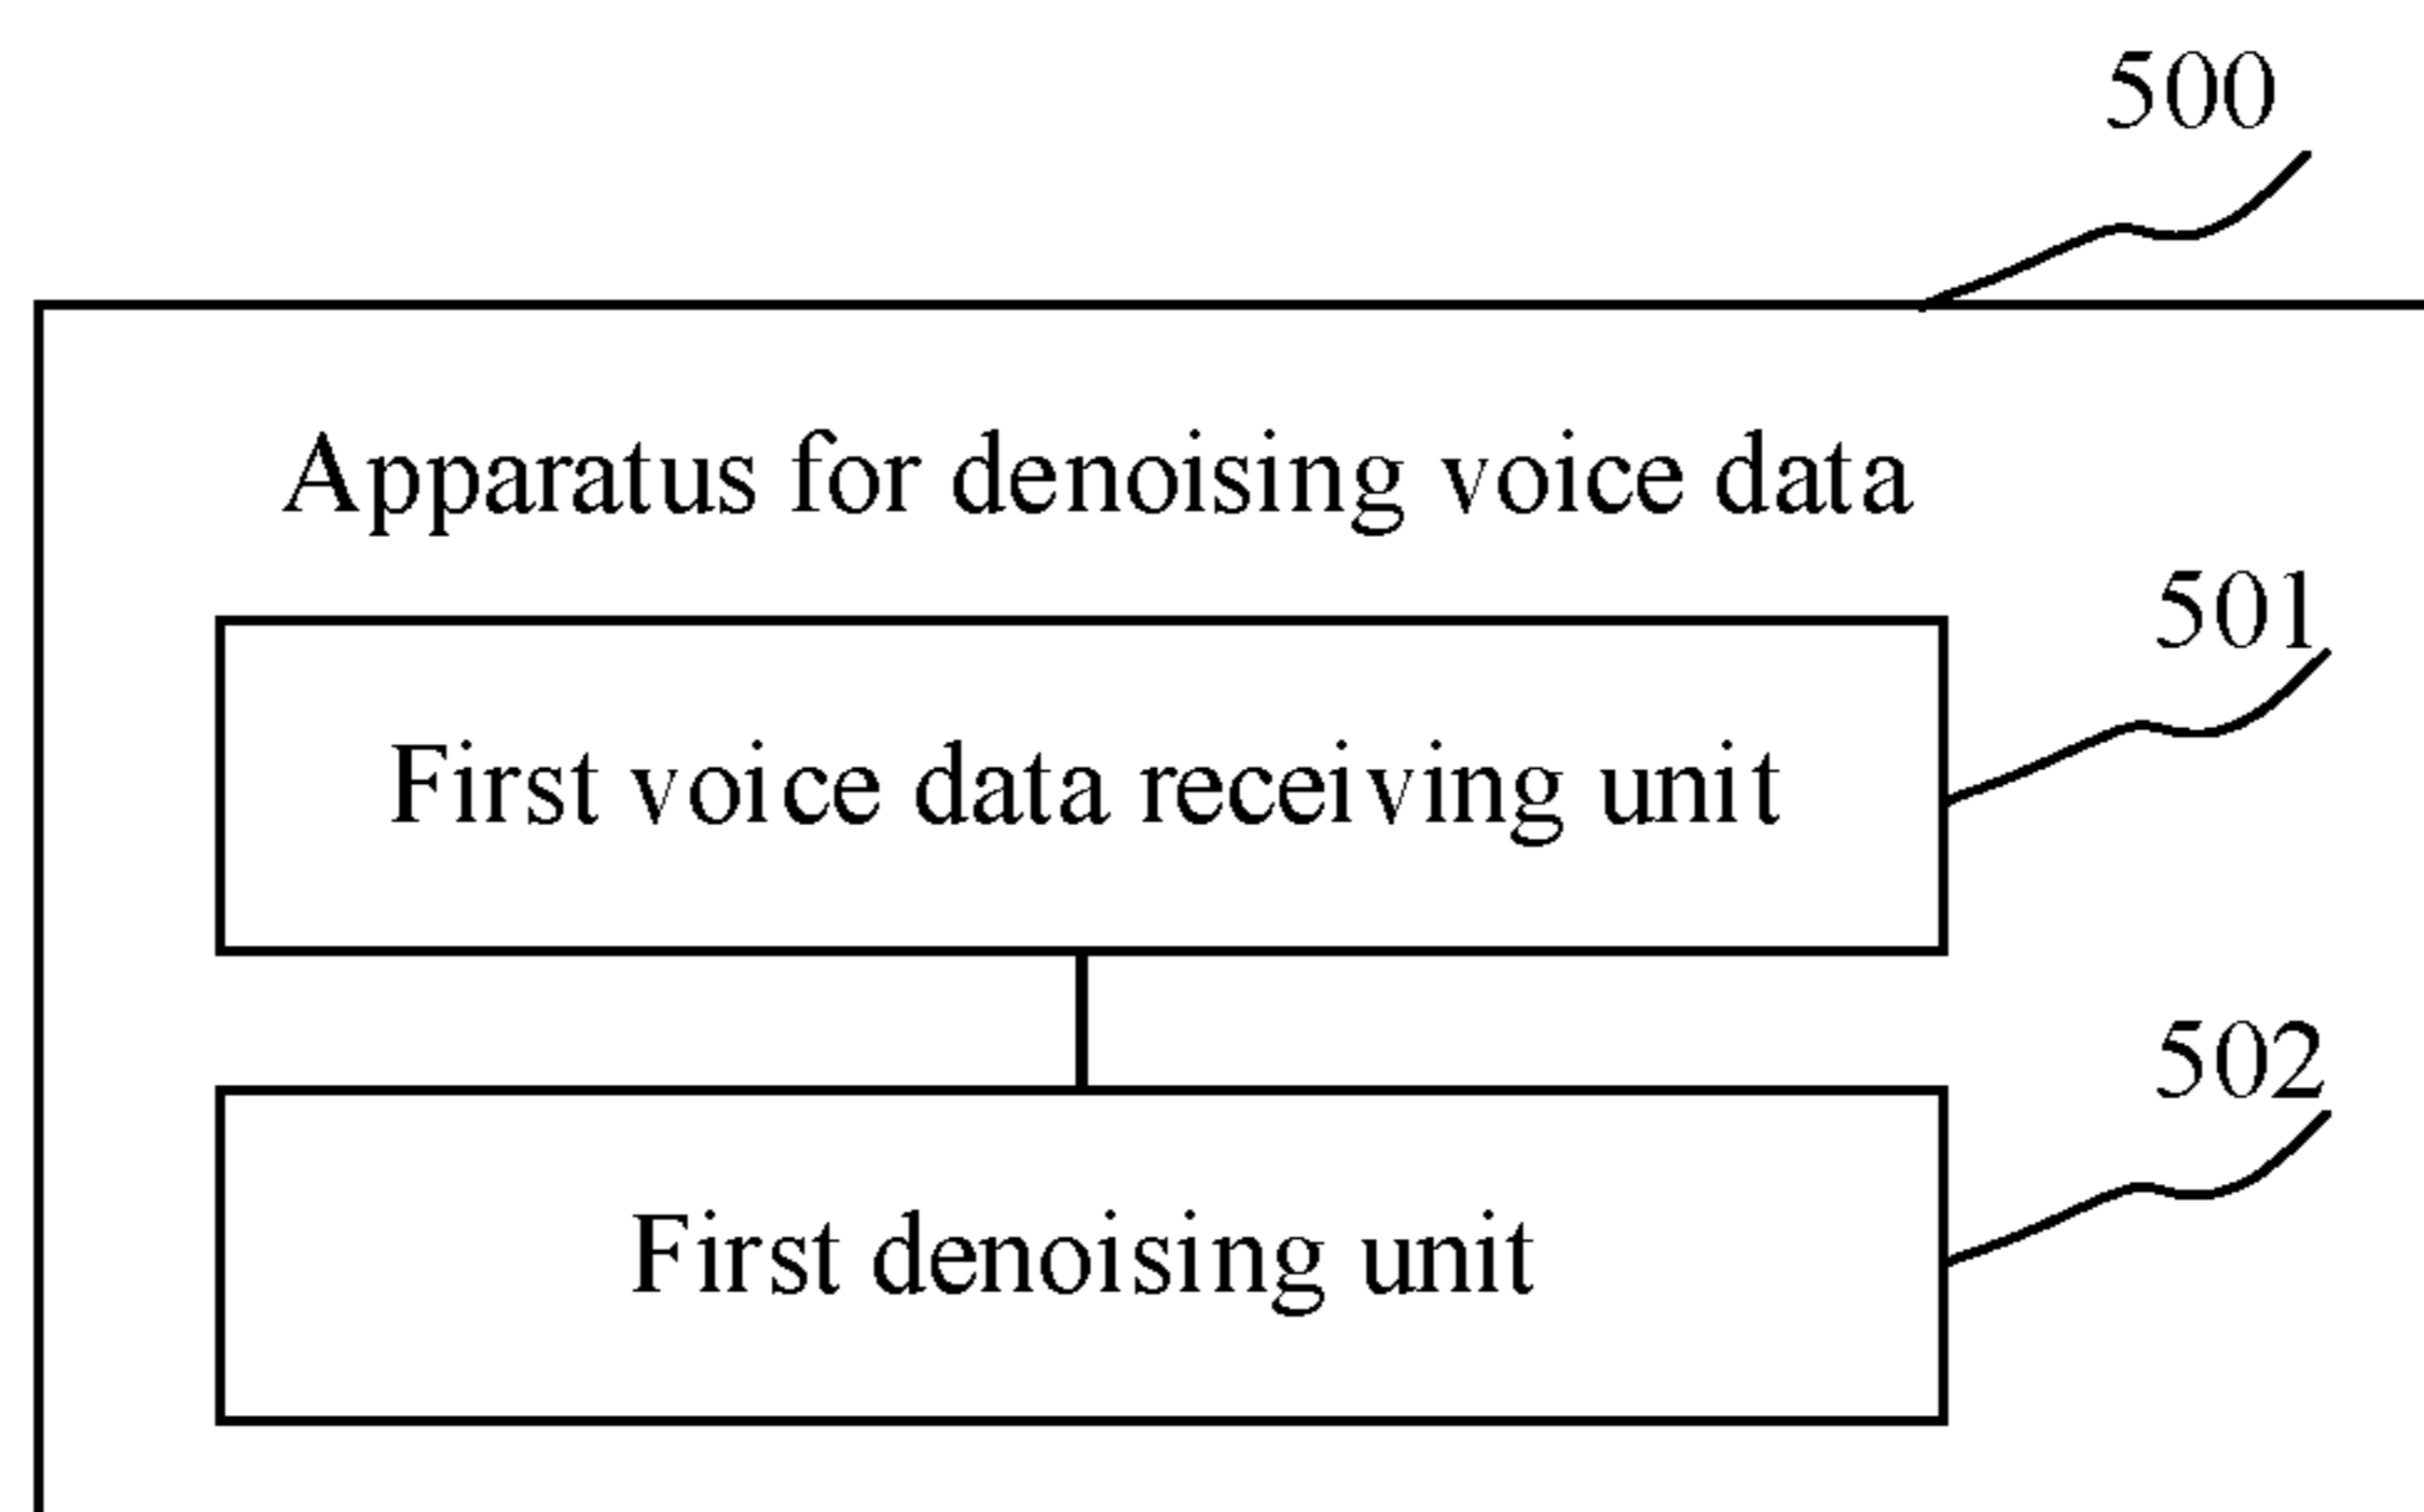 500
Apparatus for denoising voice data
501
First voice data receiving unit
502
First denoising unit